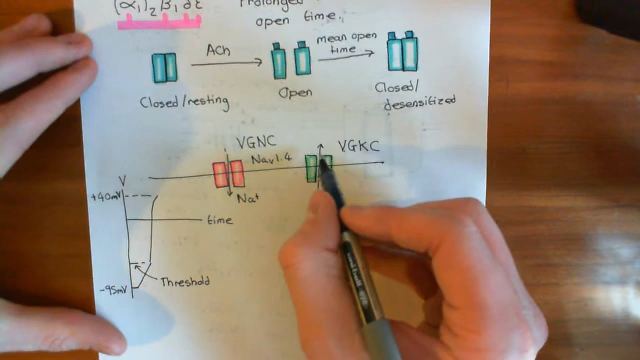 (α₁)₂β₁δε
Prolonged
open time.
ACh
mean open
time
Closed/resting
Open
Closed/
desensitized
VGNC
VGKC
Nav1.4
V
+40mV
Na⁺
time
Threshold
-95mV